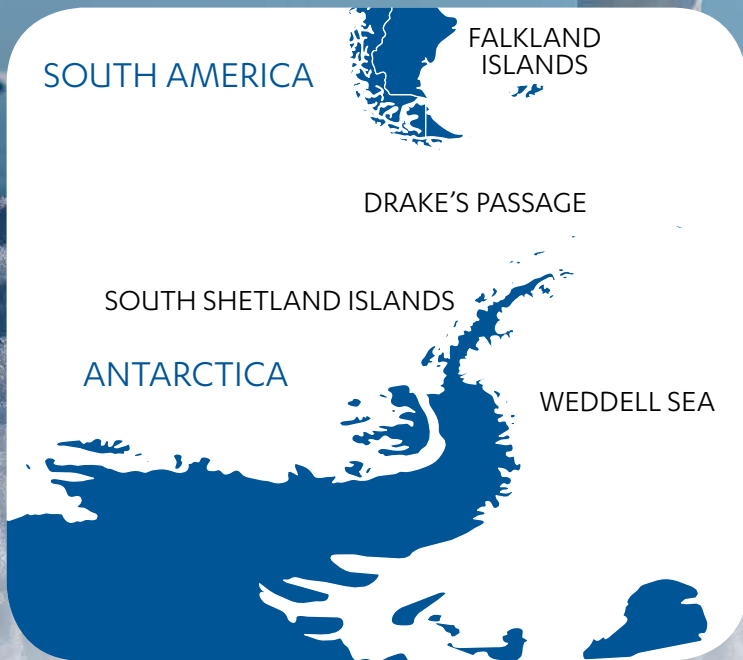 FALKLAND
ISLANDS
SOUTH AMERICA
DRAKE'S PASSAGE
SOUTH SHETLAND ISLANDS
ANTARCTICA
WEDDELL SEA